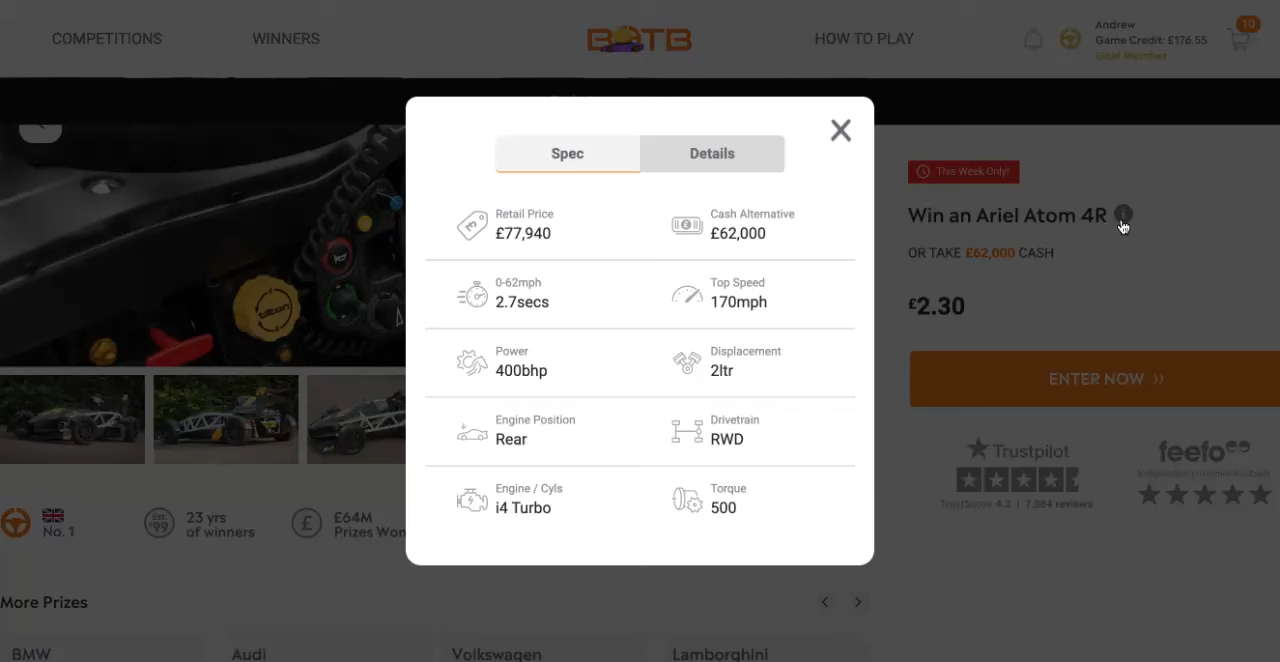 COMPETITIONS
WINNERS
BOTB
HOW TO PLAY
Andrew
Game Credit: £176.55
Gold Member
10
Spec
Details
Retail Price
£77,940
Cash Alternative
£62,000
0-62mph
2.7secs
Top Speed
170mph
Power
400bhp
Displacement
2ltr
Engine Position
Rear
Drivetrain
RWD
Engine / Cyls
i4 Turbo
Torque
500
tilton
This Week Only!
Win an Ariel Atom 4R
OR TAKE £62,000 CASH
£2.30
ENTER NOW
Trustpilot
TrustScore 4.3 | 7,984 reviews
feefo
No. 1
Est. '99
23 yrs
of winners
£64M
Prizes Won
More Prizes
BMW
Audi
Volkswagen
Lamborghini